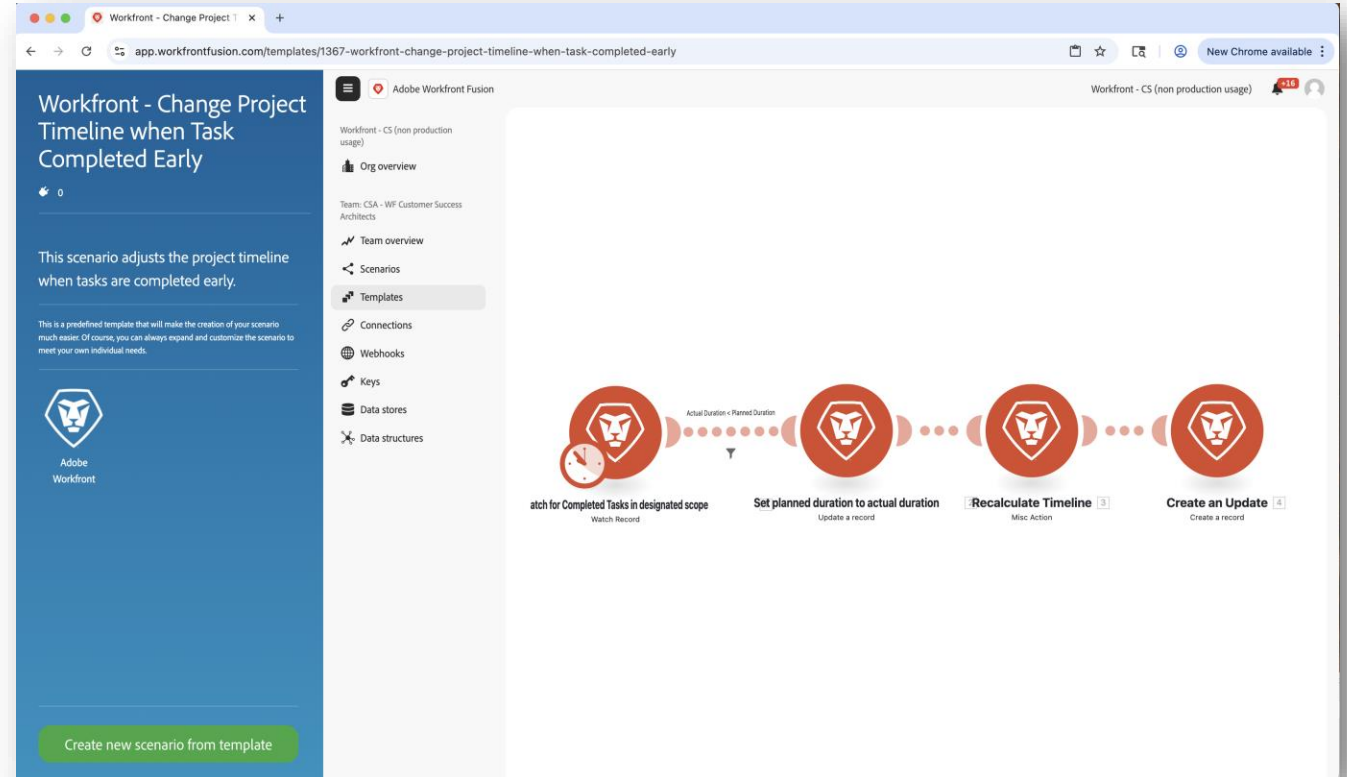 Workfront - Change Project T
app.workfrontfusion.com/templates/1367-workfront-change-project-timeline-when-task-completed-early
New Chrome available
Workfront - Change Project
Timeline when Task
Completed Early
0
This scenario adjusts the project timeline
when tasks are completed early.
This is a predefined template that will make the creation of your scenario
much easier. Of course, you can always expand and customize the scenario to
meet your own individual needs.
Adobe
Workfront
Create new scenario from template
Adobe Workfront Fusion
Workfront - CS (non production usage)
+16
Workfront - CS (non production
usage)
Org overview
Team: CSA - WF Customer Success
Architects
Team overview
Scenarios
Templates
Connections
Webhooks
Keys
Data stores
Data structures
Actual Duration < Planned Duration
atch for Completed Tasks in designated scope
Watch Record
Set planned duration to actual duration
Update a record
Recalculate Timeline 3
Misc Action
Create an Update 4
Create a record